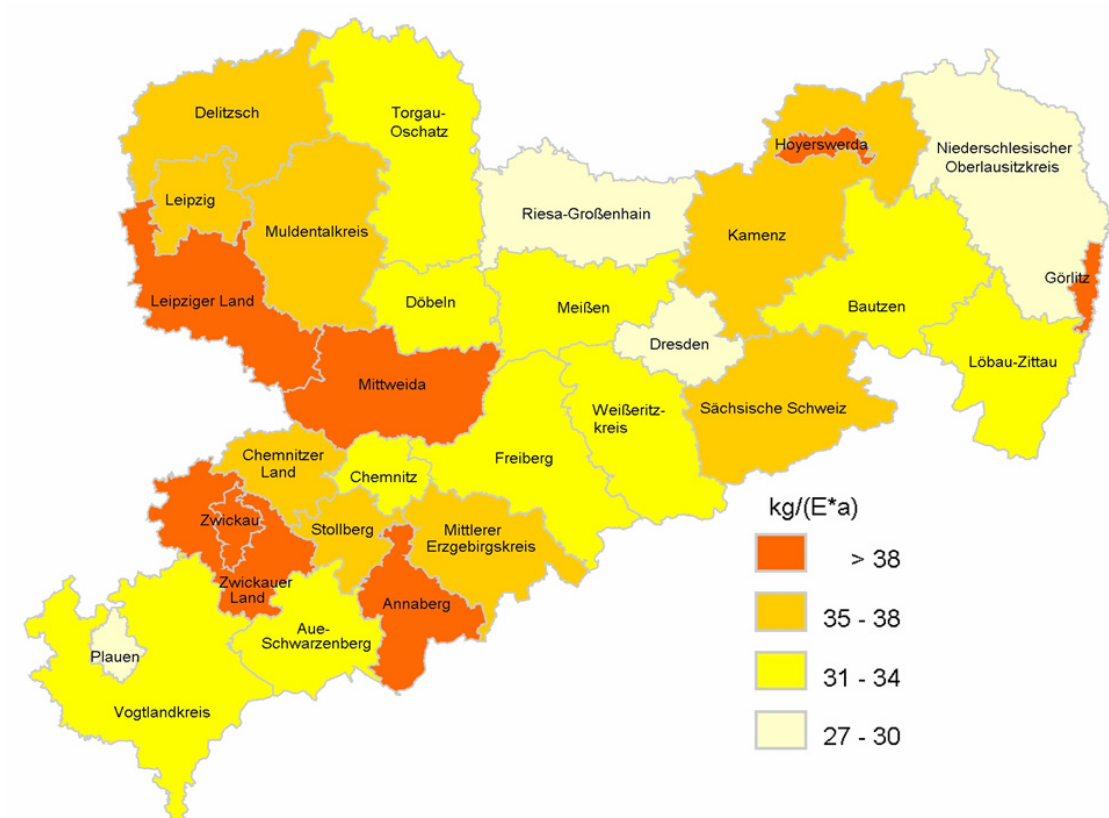 Delitzsch
Torgau-
Oschatz
Hoyerswerda
Niederschlesischer
Oberlausitzkreis
Leipzig
Muldentalkreis
Riesa-Großenhain
Kamenz
Görlitz
Leipziger Land
Döbeln
Meißen
Bautzen
Dresden
Löbau-Zittau
Mittweida
Weißeritz-
kreis
Sächsische Schweiz
Chemnitzer
Land
Chemnitz
Freiberg
Zwickau
Stollberg
Mittlerer
Erzgebirgskreis
Zwickauer
Land
Annaberg
Aue-
Schwarzenberg
Plauen
Vogtlandkreis
kg/(E*a)
> 38
35 - 38
31 - 34
27 - 30